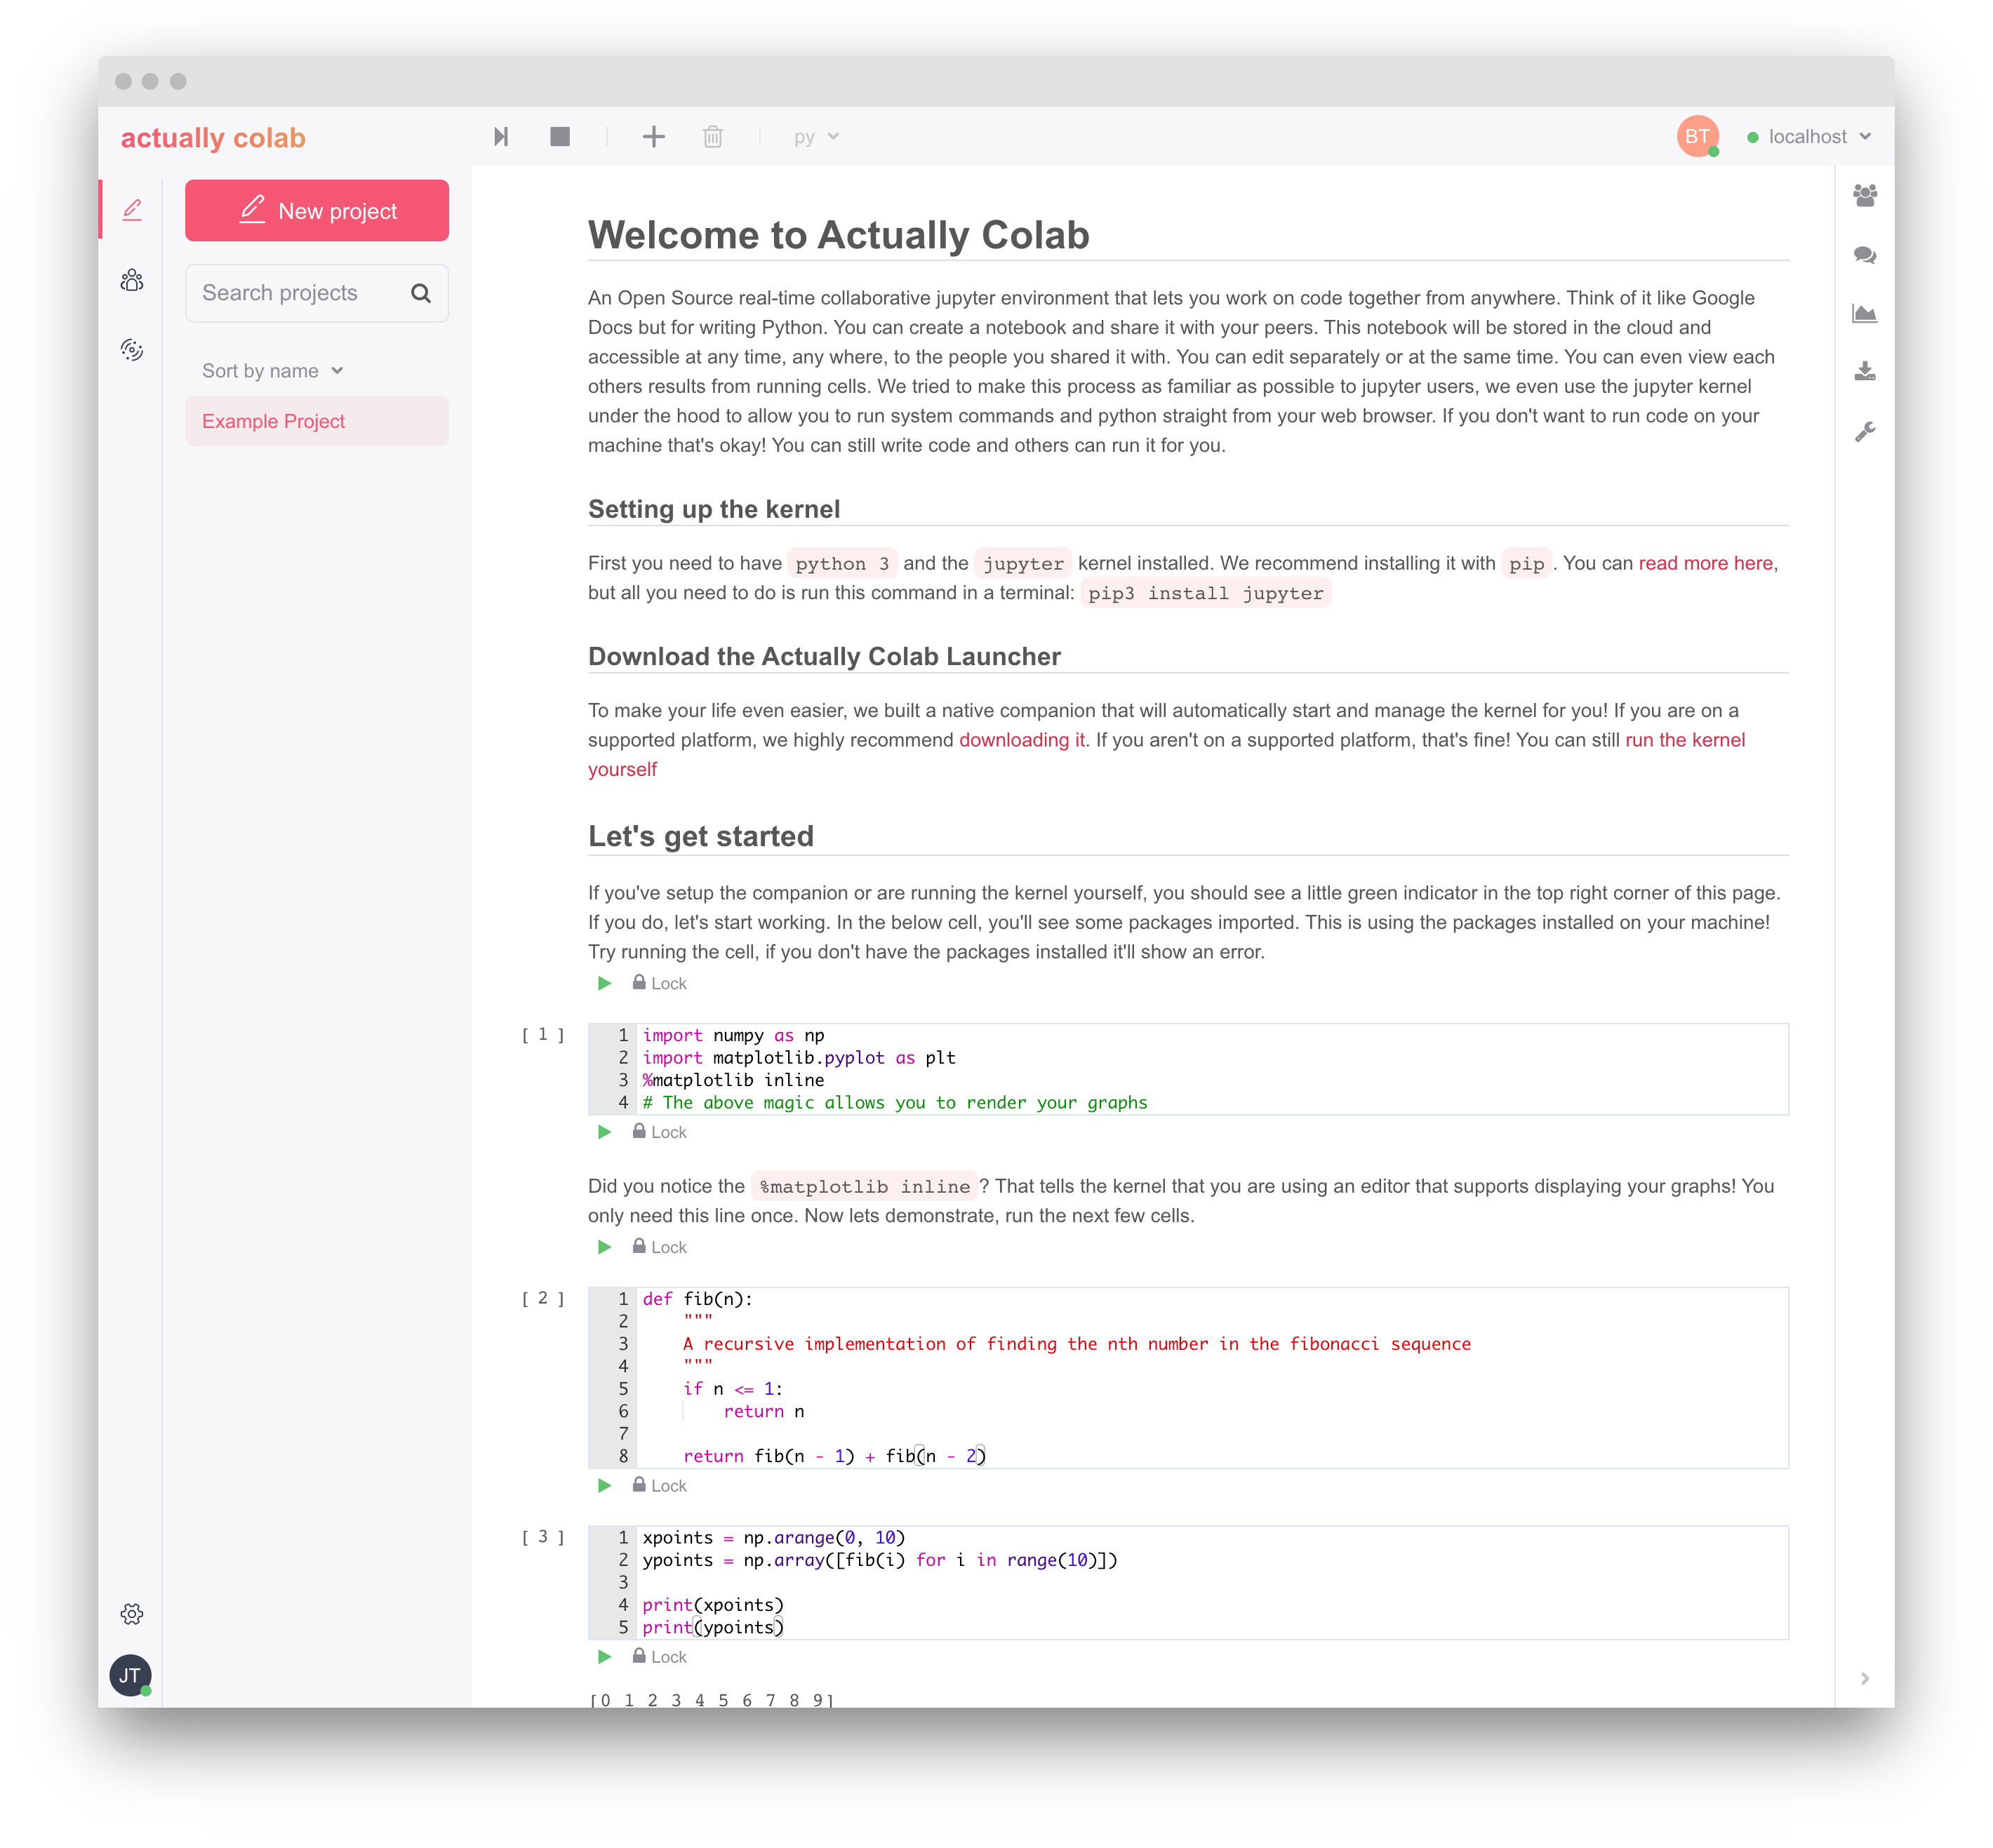 actually colab
py
BT
localhost
New project
Search projects
Sort by name
Example Project
JT
Welcome to Actually Colab
An Open Source real-time collaborative jupyter environment that lets you work on code together from anywhere. Think of it like Google
Docs but for writing Python. You can create a notebook and share it with your peers. This notebook will be stored in the cloud and
accessible at any time, any where, to the people you shared it with. You can edit separately or at the same time. You can even view each
others results from running cells. We tried to make this process as familiar as possible to jupyter users, we even use the jupyter kernel
under the hood to allow you to run system commands and python straight from your web browser. If you don't want to run code on your
machine that's okay! You can still write code and others can run it for you.
Setting up the kernel
First you need to have python 3 and the jupyter kernel installed. We recommend installing it with pip. You can read more here,
but all you need to do is run this command in a terminal: pip3 install jupyter
Download the Actually Colab Launcher
To make your life even easier, we built a native companion that will automatically start and manage the kernel for you! If you are on a
supported platform, we highly recommend downloading it. If you aren't on a supported platform, that's fine! You can still run the kernel
yourself
Let's get started
If you've setup the companion or are running the kernel yourself, you should see a little green indicator in the top right corner of this page.
If you do, let's start working. In the below cell, you'll see some packages imported. This is using the packages installed on your machine!
Try running the cell, if you don't have the packages installed it'll show an error.
Lock
[ 1 ]
1 import numpy as np
2 import matplotlib.pyplot as plt
3 %matplotlib inline
4 # The above magic allows you to render your graphs
Lock
Did you notice the %matplotlib inline? That tells the kernel that you are using an editor that supports displaying your graphs! You
only need this line once. Now lets demonstrate, run the next few cells.
Lock
[ 2 ]
1 def fib(n):
2     """
3     A recursive implementation of finding the nth number in the fibonacci sequence
4     """
5     if n <= 1:
6         return n
7
8     return fib(n - 1) + fib(n - 2)
Lock
[ 3 ]
1 xpoints = np.arange(0, 10)
2 ypoints = np.array([fib(i) for i in range(10)])
3
4 print(xpoints)
5 print(ypoints)
Lock
[0 1 2 3 4 5 6 7 8 9]